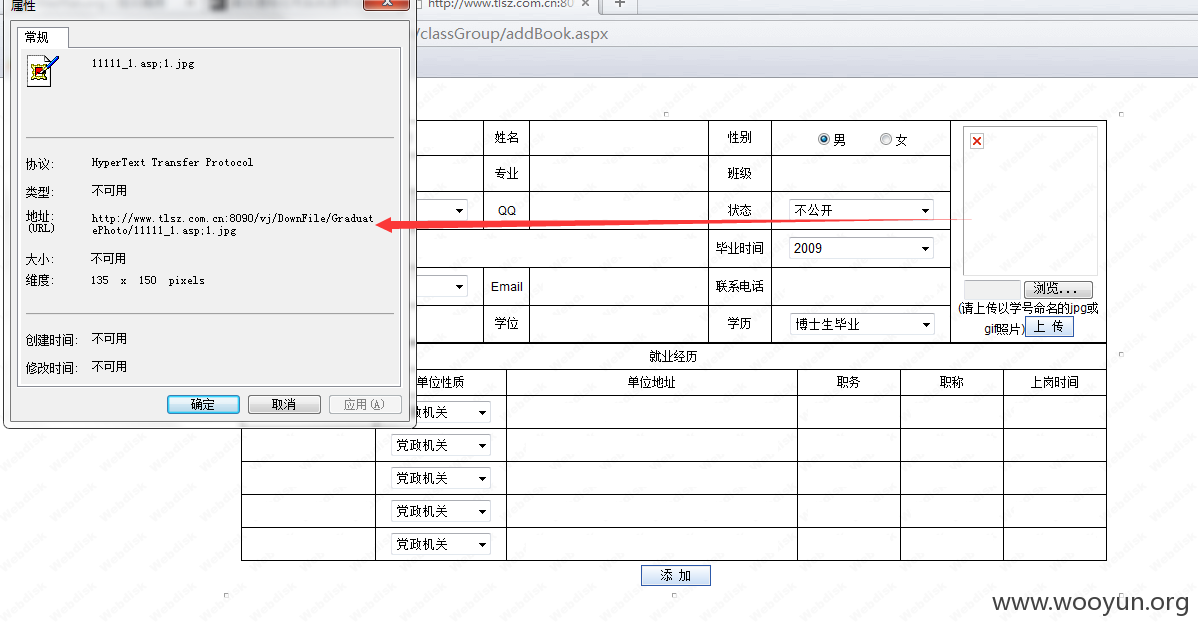 属性
http://www.tlsz.com.cn:80
/classGroup/addBook.aspx
常规
11111_1.asp;1.jpg
协议:
HyperText Transfer Protocol
类型:
不可用
地址:
(URL)
http://www.tlsz.com.cn:8090/vj/DownFile/Graduat
ePhoto/11111_1.asp;1.jpg
大小:
不可用
维度:
135 x 150 pixels
创建时间:
不可用
修改时间:
不可用
确定
取消
应用(A)
姓名
性别
男
女
专业
班级
QQ
状态
不公开
毕业时间
2009
Email
联系电话
浏览...
(请上传以学号命名的jpg或
gif照片)
上 传
学位
学历
博士生毕业
就业经历
单位性质
单位地址
职务
职称
上岗时间
党政机关
党政机关
党政机关
党政机关
党政机关
添 加
www.wooyun.org